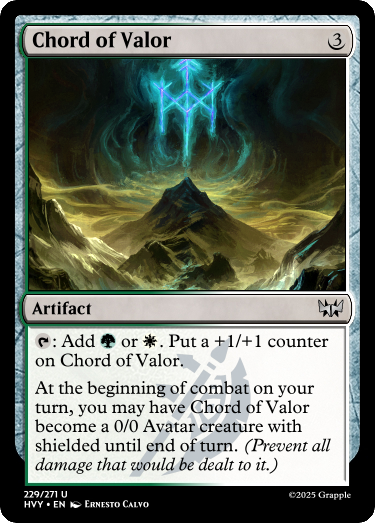 Chord of Valor 3
Artifact
: Add or . Put a +1/+1 counter
on Chord of Valor.
At the beginning of combat on your
turn, you may have Chord of Valor
become a 0/0 Avatar creature with
shielded until end of turn. (Prevent all
damage that would be dealt to it.)
229/271 U
HVY • EN Ernesto Calvo
©2025 Grapple